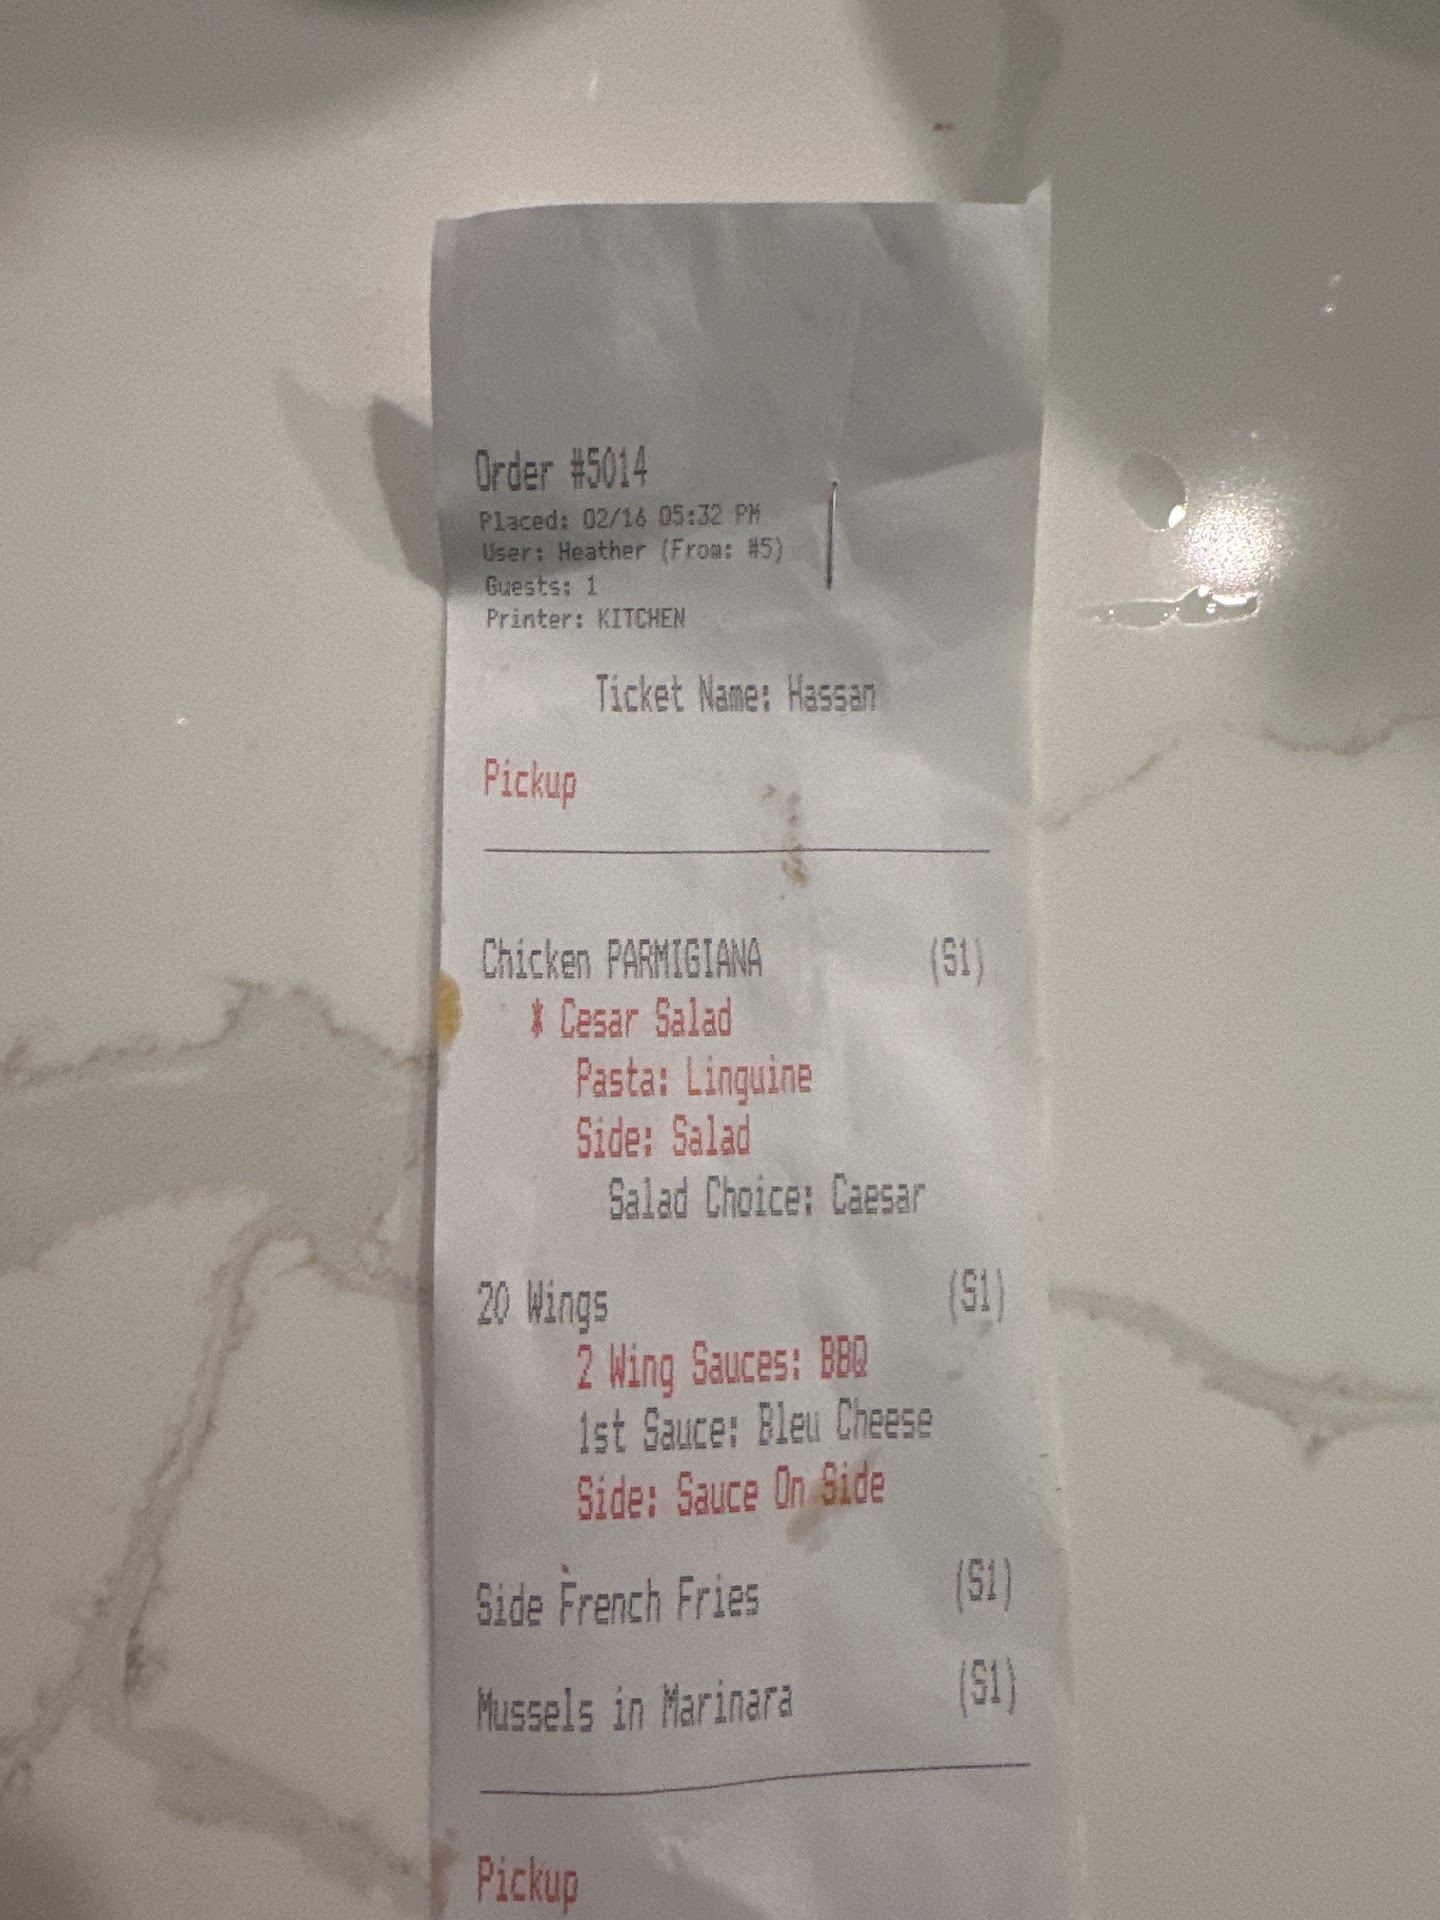 Order #5014
Placed: 02/16 05:32 PM
User: Heather (From: #5)
Guests: 1
Printer: KITCHEN
Ticket Name: Hassan
Pickup
Chicken PARMIGIANA (S1)
* Cesar Salad
Pasta: Linguine
Side: Salad
Salad Choice: Caesar
20 Wings (S1)
2 Wing Sauces: BBQ
1st Sauce: Bleu Cheese
Side: Sauce On Side
Side French Fries (S1)
Mussels in Marinara (S1)
Pickup